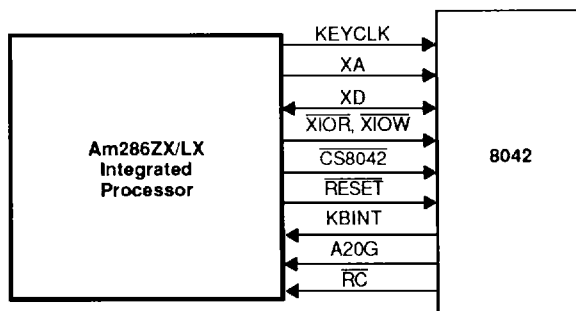 KEYCLK
XA
XD
XIOR, XIOW
Am286ZX/LX
Integrated
Processor
8042
CS8042
RESET
KBINT
A20G
RC